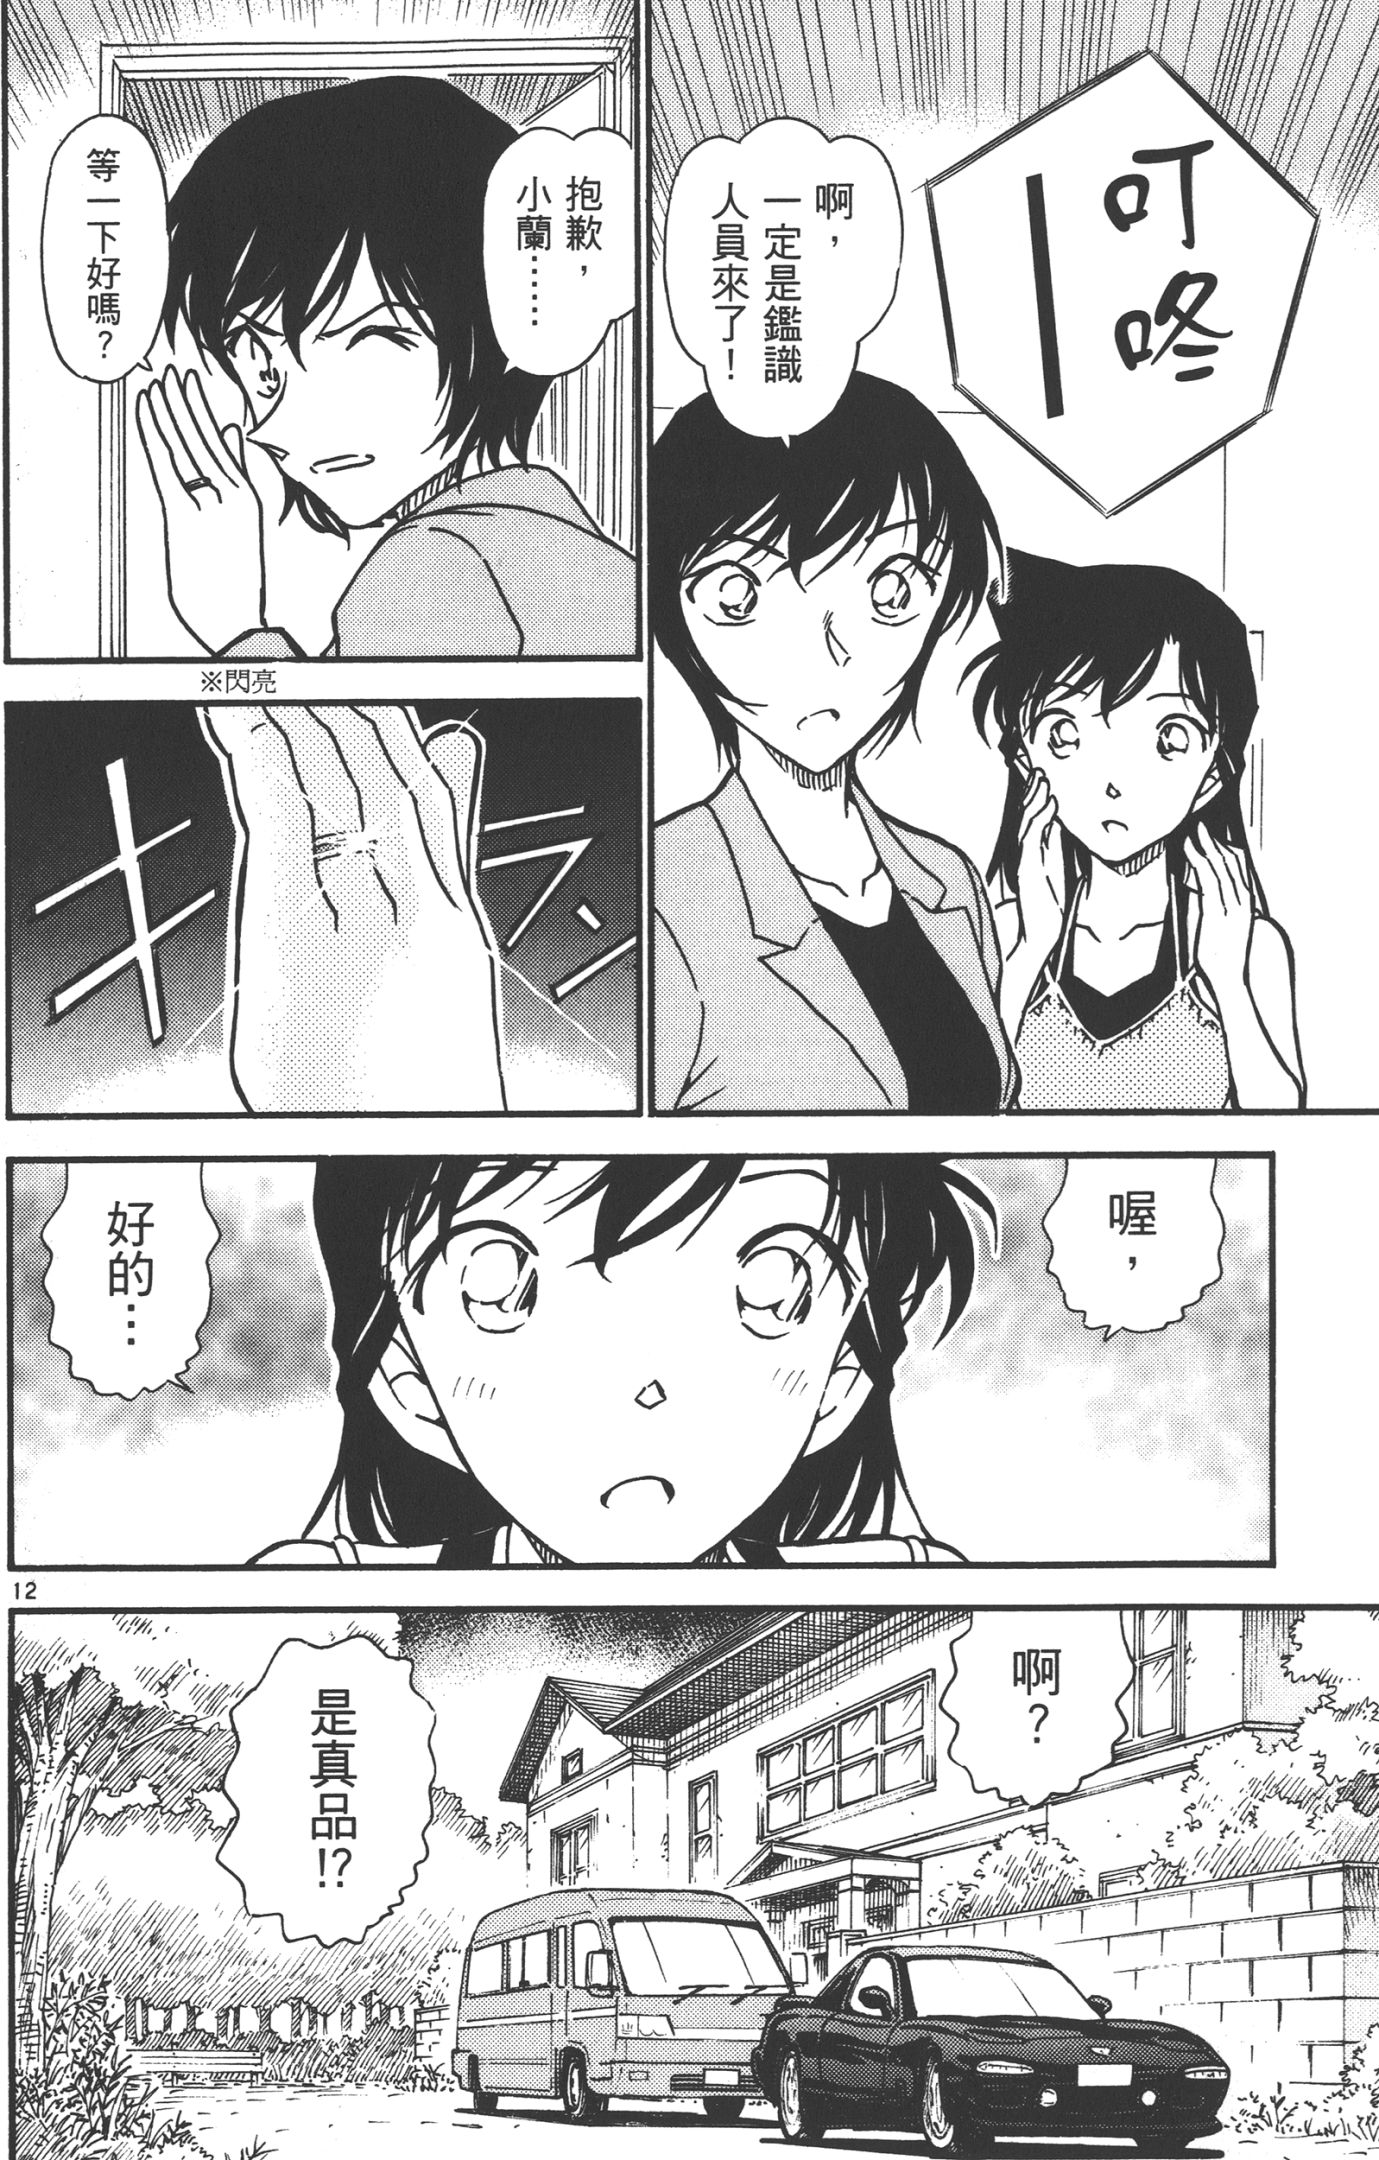 叮咚
啊，
一定是鑑識
人員來了！
抱歉，
小蘭……
等一下好嗎？
※閃亮
キラン
喔，
好的…
12
啊？
是真品!?